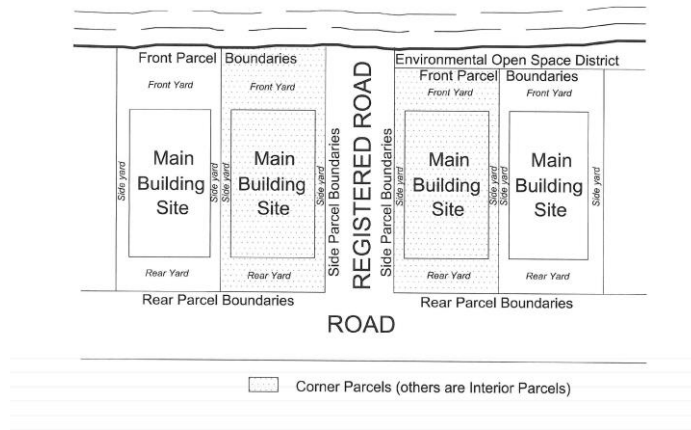 Front Parcel Boundaries
Environmental Open Space District
Front Parcel Boundaries
Front Yard
Front Yard
Front Yard
Front Yard
Side yard
Main
Building
Site
Side yard
Side yard
Main
Building
Site
Side yard
Side Parcel Boundaries
REGISTERED ROAD
Side Parcel Boundaries
Side yard
Main
Building
Site
Side yard
Side yard
Main
Building
Site
Side yard
Rear Yard
Rear Yard
Rear Yard
Rear Yard
Rear Parcel Boundaries
Rear Parcel Boundaries
ROAD
Corner Parcels (others are Interior Parcels)